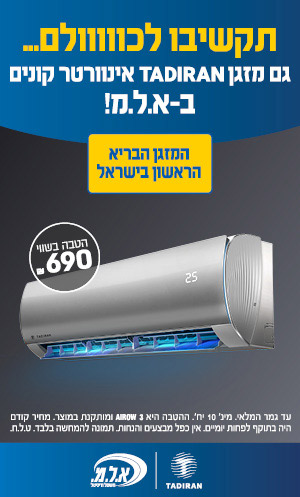 תקשיבו לכווווולם...
גם מזגן TADIRAN אינוורטר קונים
ב-א.ל.מ!
המזגן הבריא
הראשון בישראל
הטבה בשווי
690 ₪
25
TADIRAN
עד גמר המלאי. מינ' 10 יח'. ההטבה היא AIROW 3 ומותקנת במוצר. מחיר קודם
היה בתוקף לפחות יומיים. אין כפל מבצעים והנחות. תמונה להמחשה בלבד. ט.ל.ח.
א.ל.מ.
TADIRAN